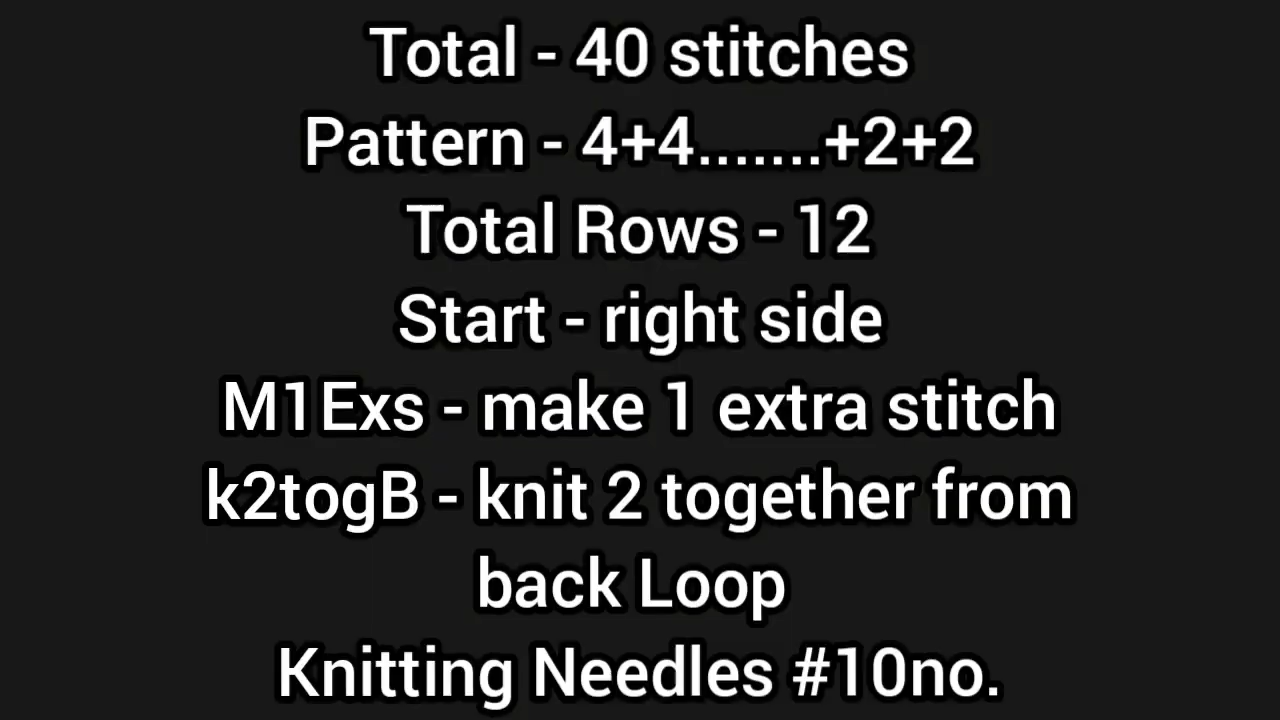 Total - 40 stitches
Pattern - 4+4.......+2+2
Total Rows - 12
Start - right side
M1Exs - make 1 extra stitch
k2togB - knit 2 together from
back Loop
Knitting Needles #10no.